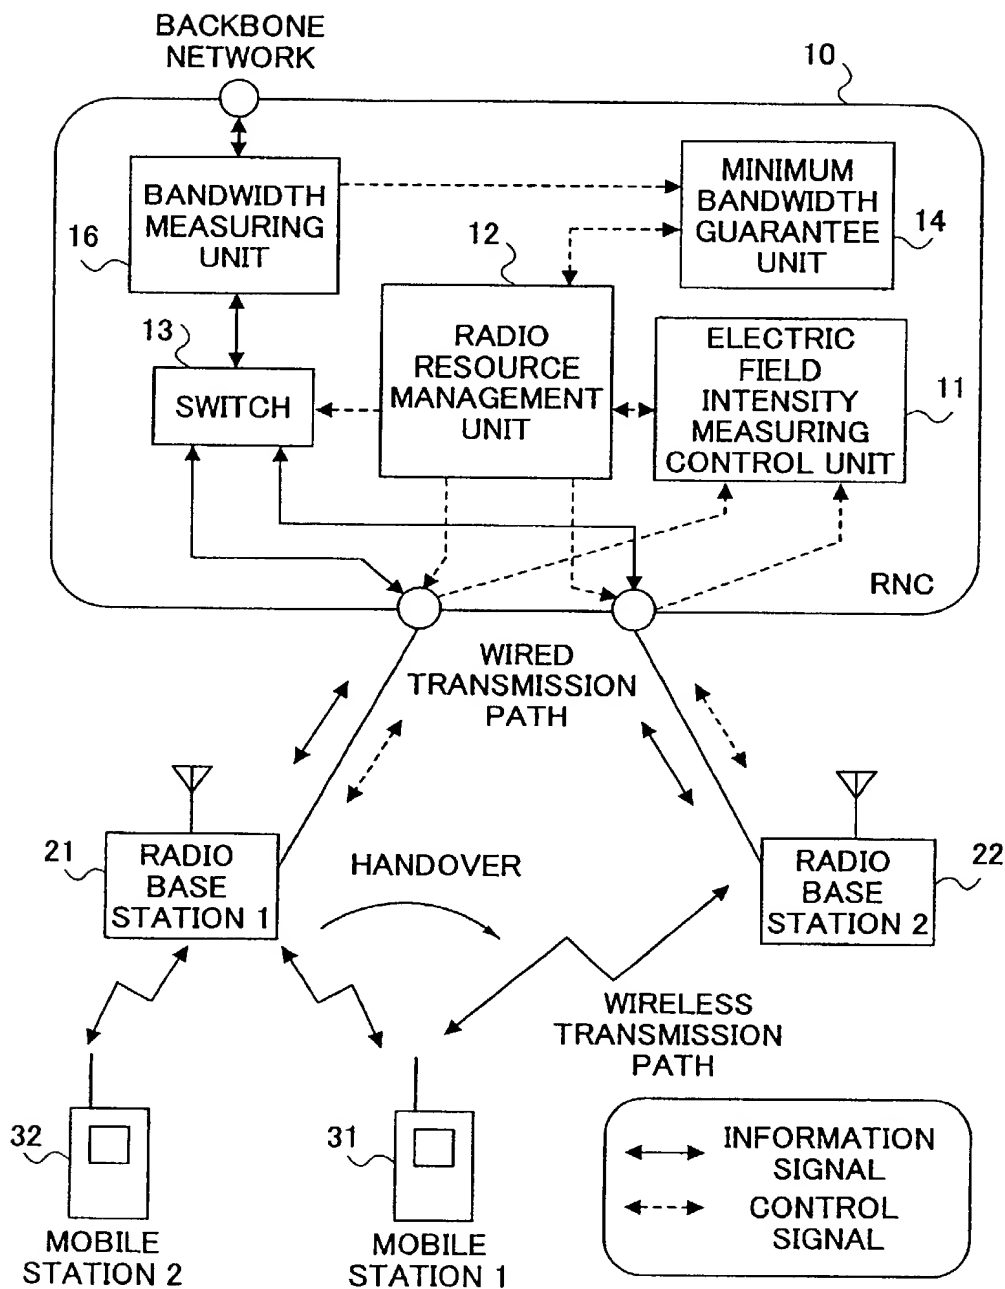 BACKBONE
NETWORK
10
BANDWIDTH
MEASURING
UNIT
16
MINIMUM
BANDWIDTH
GUARANTEE
UNIT
14
12
13
RADIO
RESOURCE
MANAGEMENT
UNIT
ELECTRIC
FIELD
INTENSITY
MEASURING
CONTROL UNIT
11
SWITCH
RNC
WIRED
TRANSMISSION
PATH
21
RADIO
BASE
STATION 1
HANDOVER
RADIO
BASE
STATION 2
22
WIRELESS
TRANSMISSION
PATH
32
MOBILE
STATION 2
31
MOBILE
STATION 1
INFORMATION
SIGNAL
CONTROL
SIGNAL